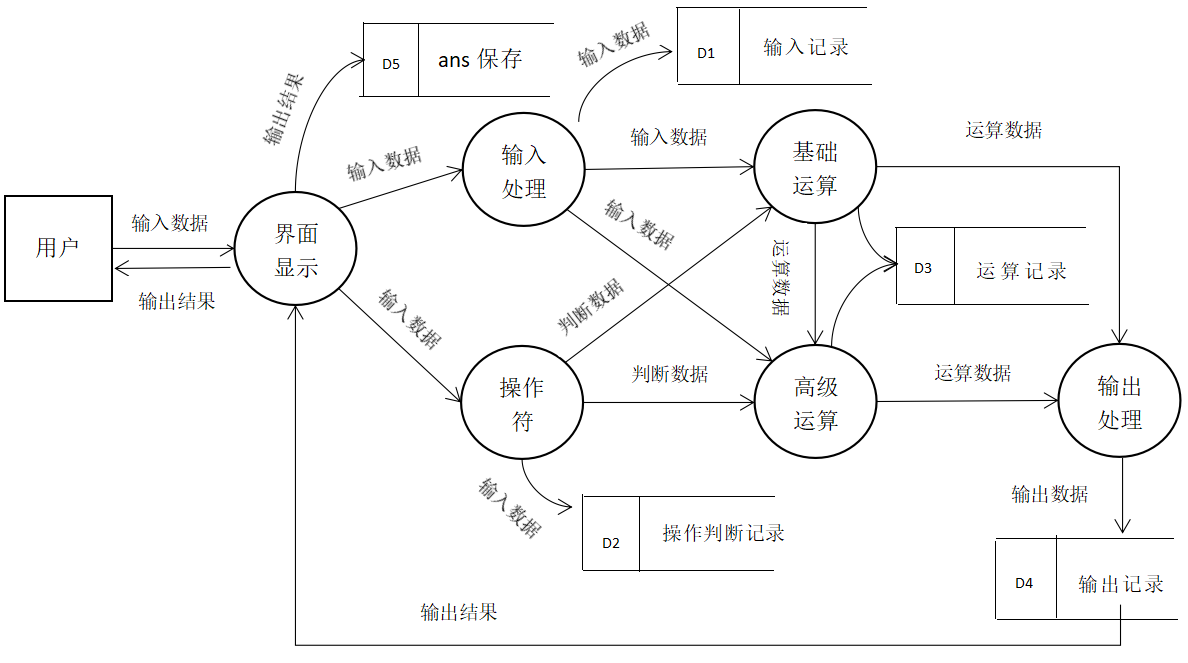 输入数据
D1
输入记录
D5
ans 保存
输出结果
输入数据
输入
处理
输入数据
基础
运算
运算数据
用户
输入数据
输出结果
界面
显示
输入数据
输入数据
判断数据
运算数据
D3
运算记录
操作
符
判断数据
高级
运算
运算数据
输出
处理
输入数据
D2
操作判断记录
输出数据
D4
输出记录
输出结果